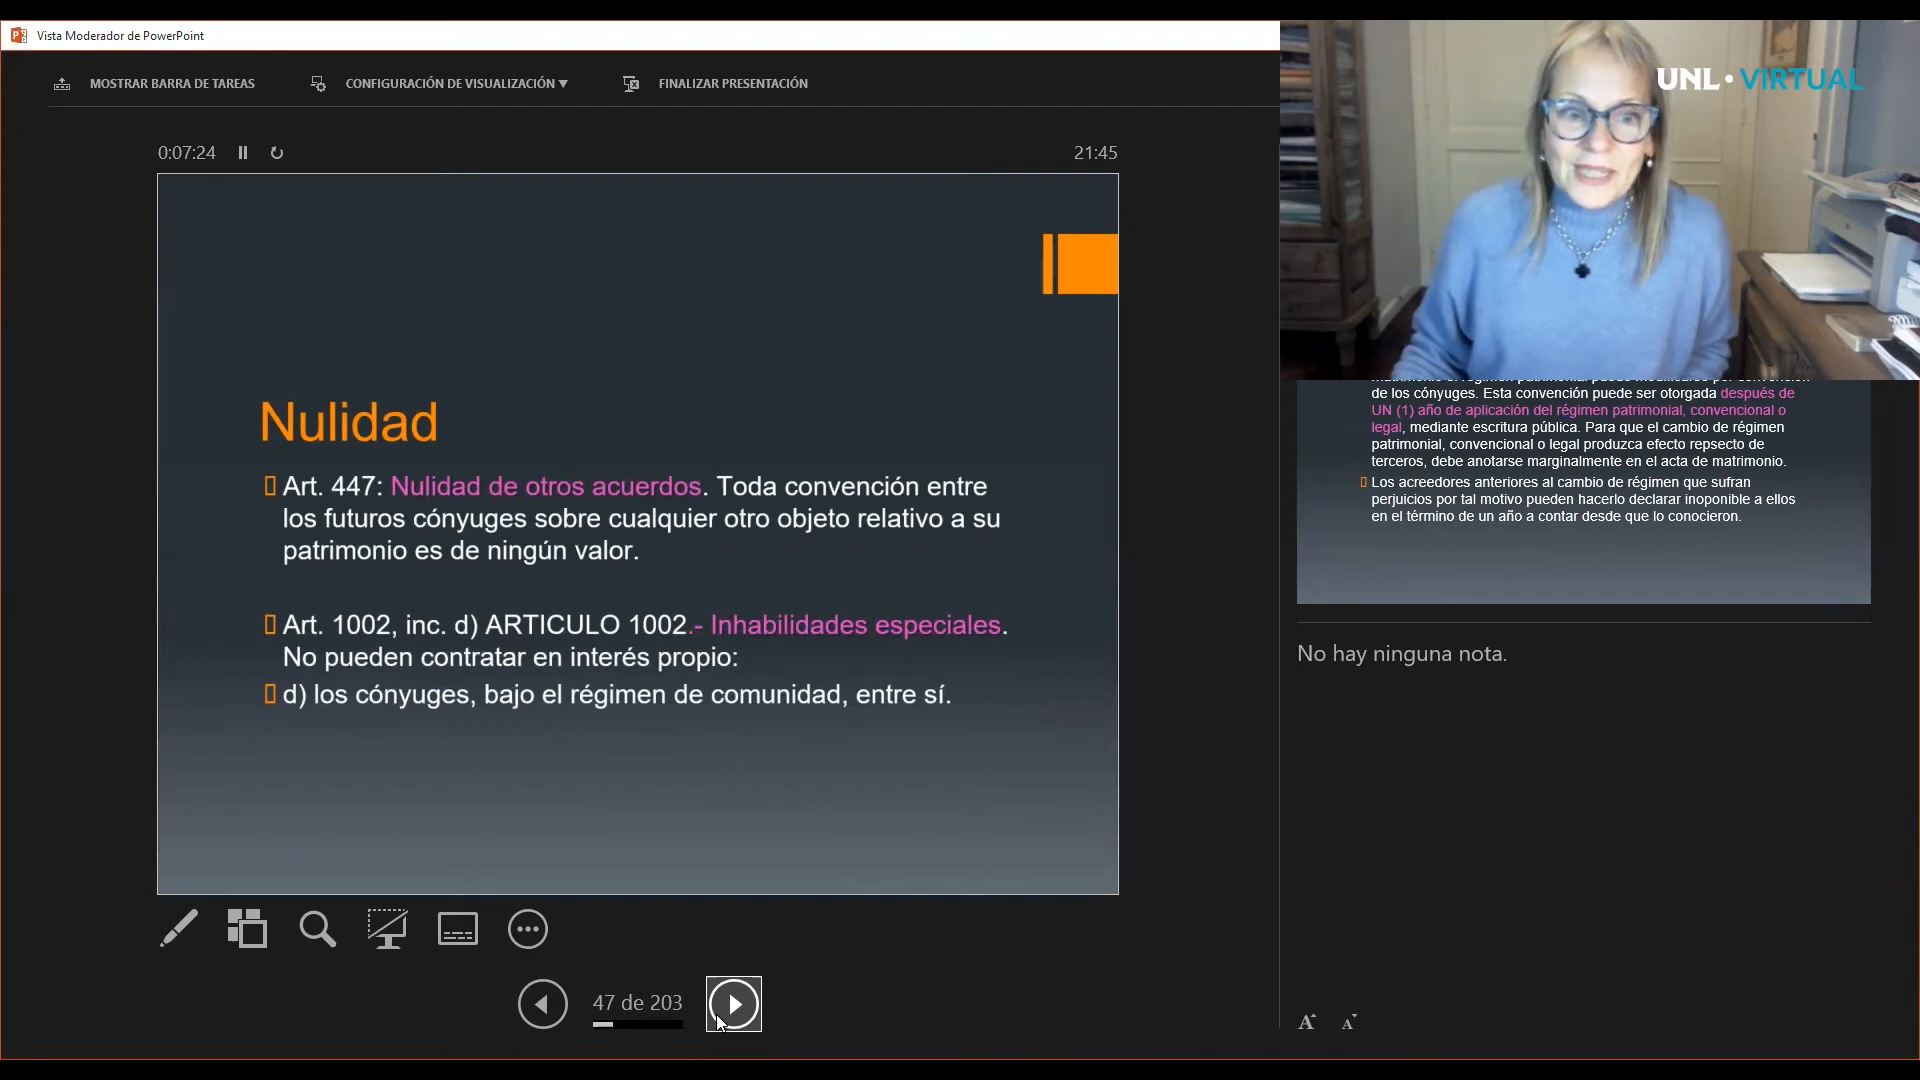 Vista Moderador de PowerPoint
MOSTRAR BARRA DE TAREAS
CONFIGURACIÓN DE VISUALIZACIÓN
FINALIZAR PRESENTACIÓN
UNL • VIRTUAL
0:07:24
21:45
Nulidad
Art. 447: Nulidad de otros acuerdos. Toda convención entre
los futuros cónyuges sobre cualquier otro objeto relativo a su
patrimonio es de ningún valor.
Art. 1002, inc. d) ARTICULO 1002.- Inhabilidades especiales.
No pueden contratar en interés propio:
d) los cónyuges, bajo el régimen de comunidad, entre sí.
47 de 203
de los cónyuges. Esta convención puede ser otorgada después de
UN (1) año de aplicación del régimen patrimonial, convencional o
legal, mediante escritura pública. Para que el cambio de régimen
patrimonial, convencional o legal produzca efecto repsecto de
terceros, debe anotarse marginalmente en el acta de matrimonio.
Los acreedores anteriores al cambio de régimen que sufran
perjuicios por tal motivo pueden hacerlo declarar inoponible a ellos
en el término de un año a contar desde que lo conocieron.
No hay ninguna nota.
A A